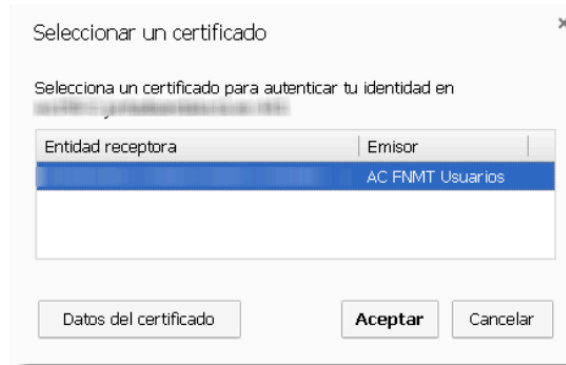 Seleccionar un certificado
Selecciona un certificado para autenticar tu identidad en
Entidad receptora Emisor
AC FNMT Usuarios
Datos del certificado Aceptar Cancelar